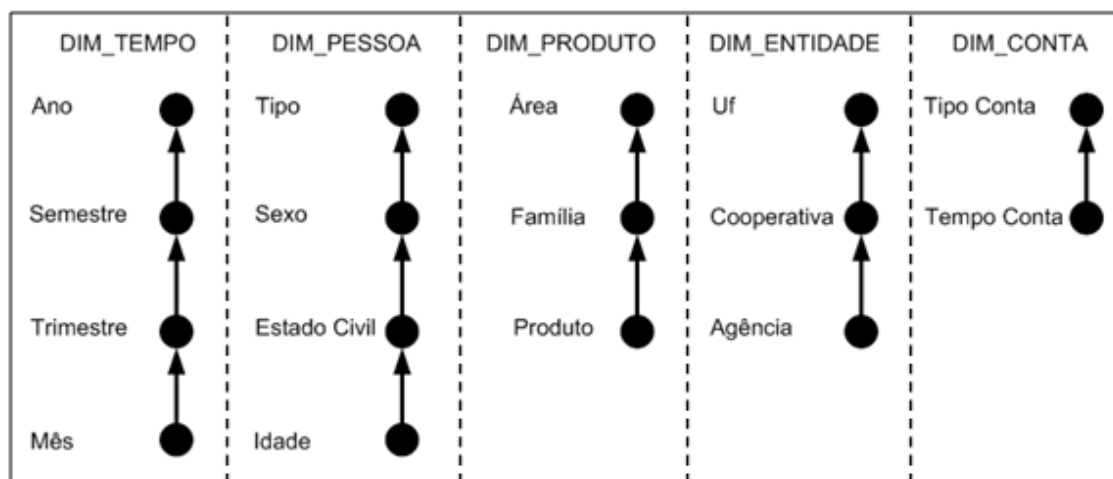 DIM_TEMPO
DIM_PESSOA
DIM_PRODUTO
DIM_ENTIDADE
DIM_CONTA
Ano
Tipo
Área
Uf
Tipo Conta
Semestre
Sexo
Família
Cooperativa
Tempo Conta
Trimestre
Estado Civil
Produto
Agência
Mês
Idade